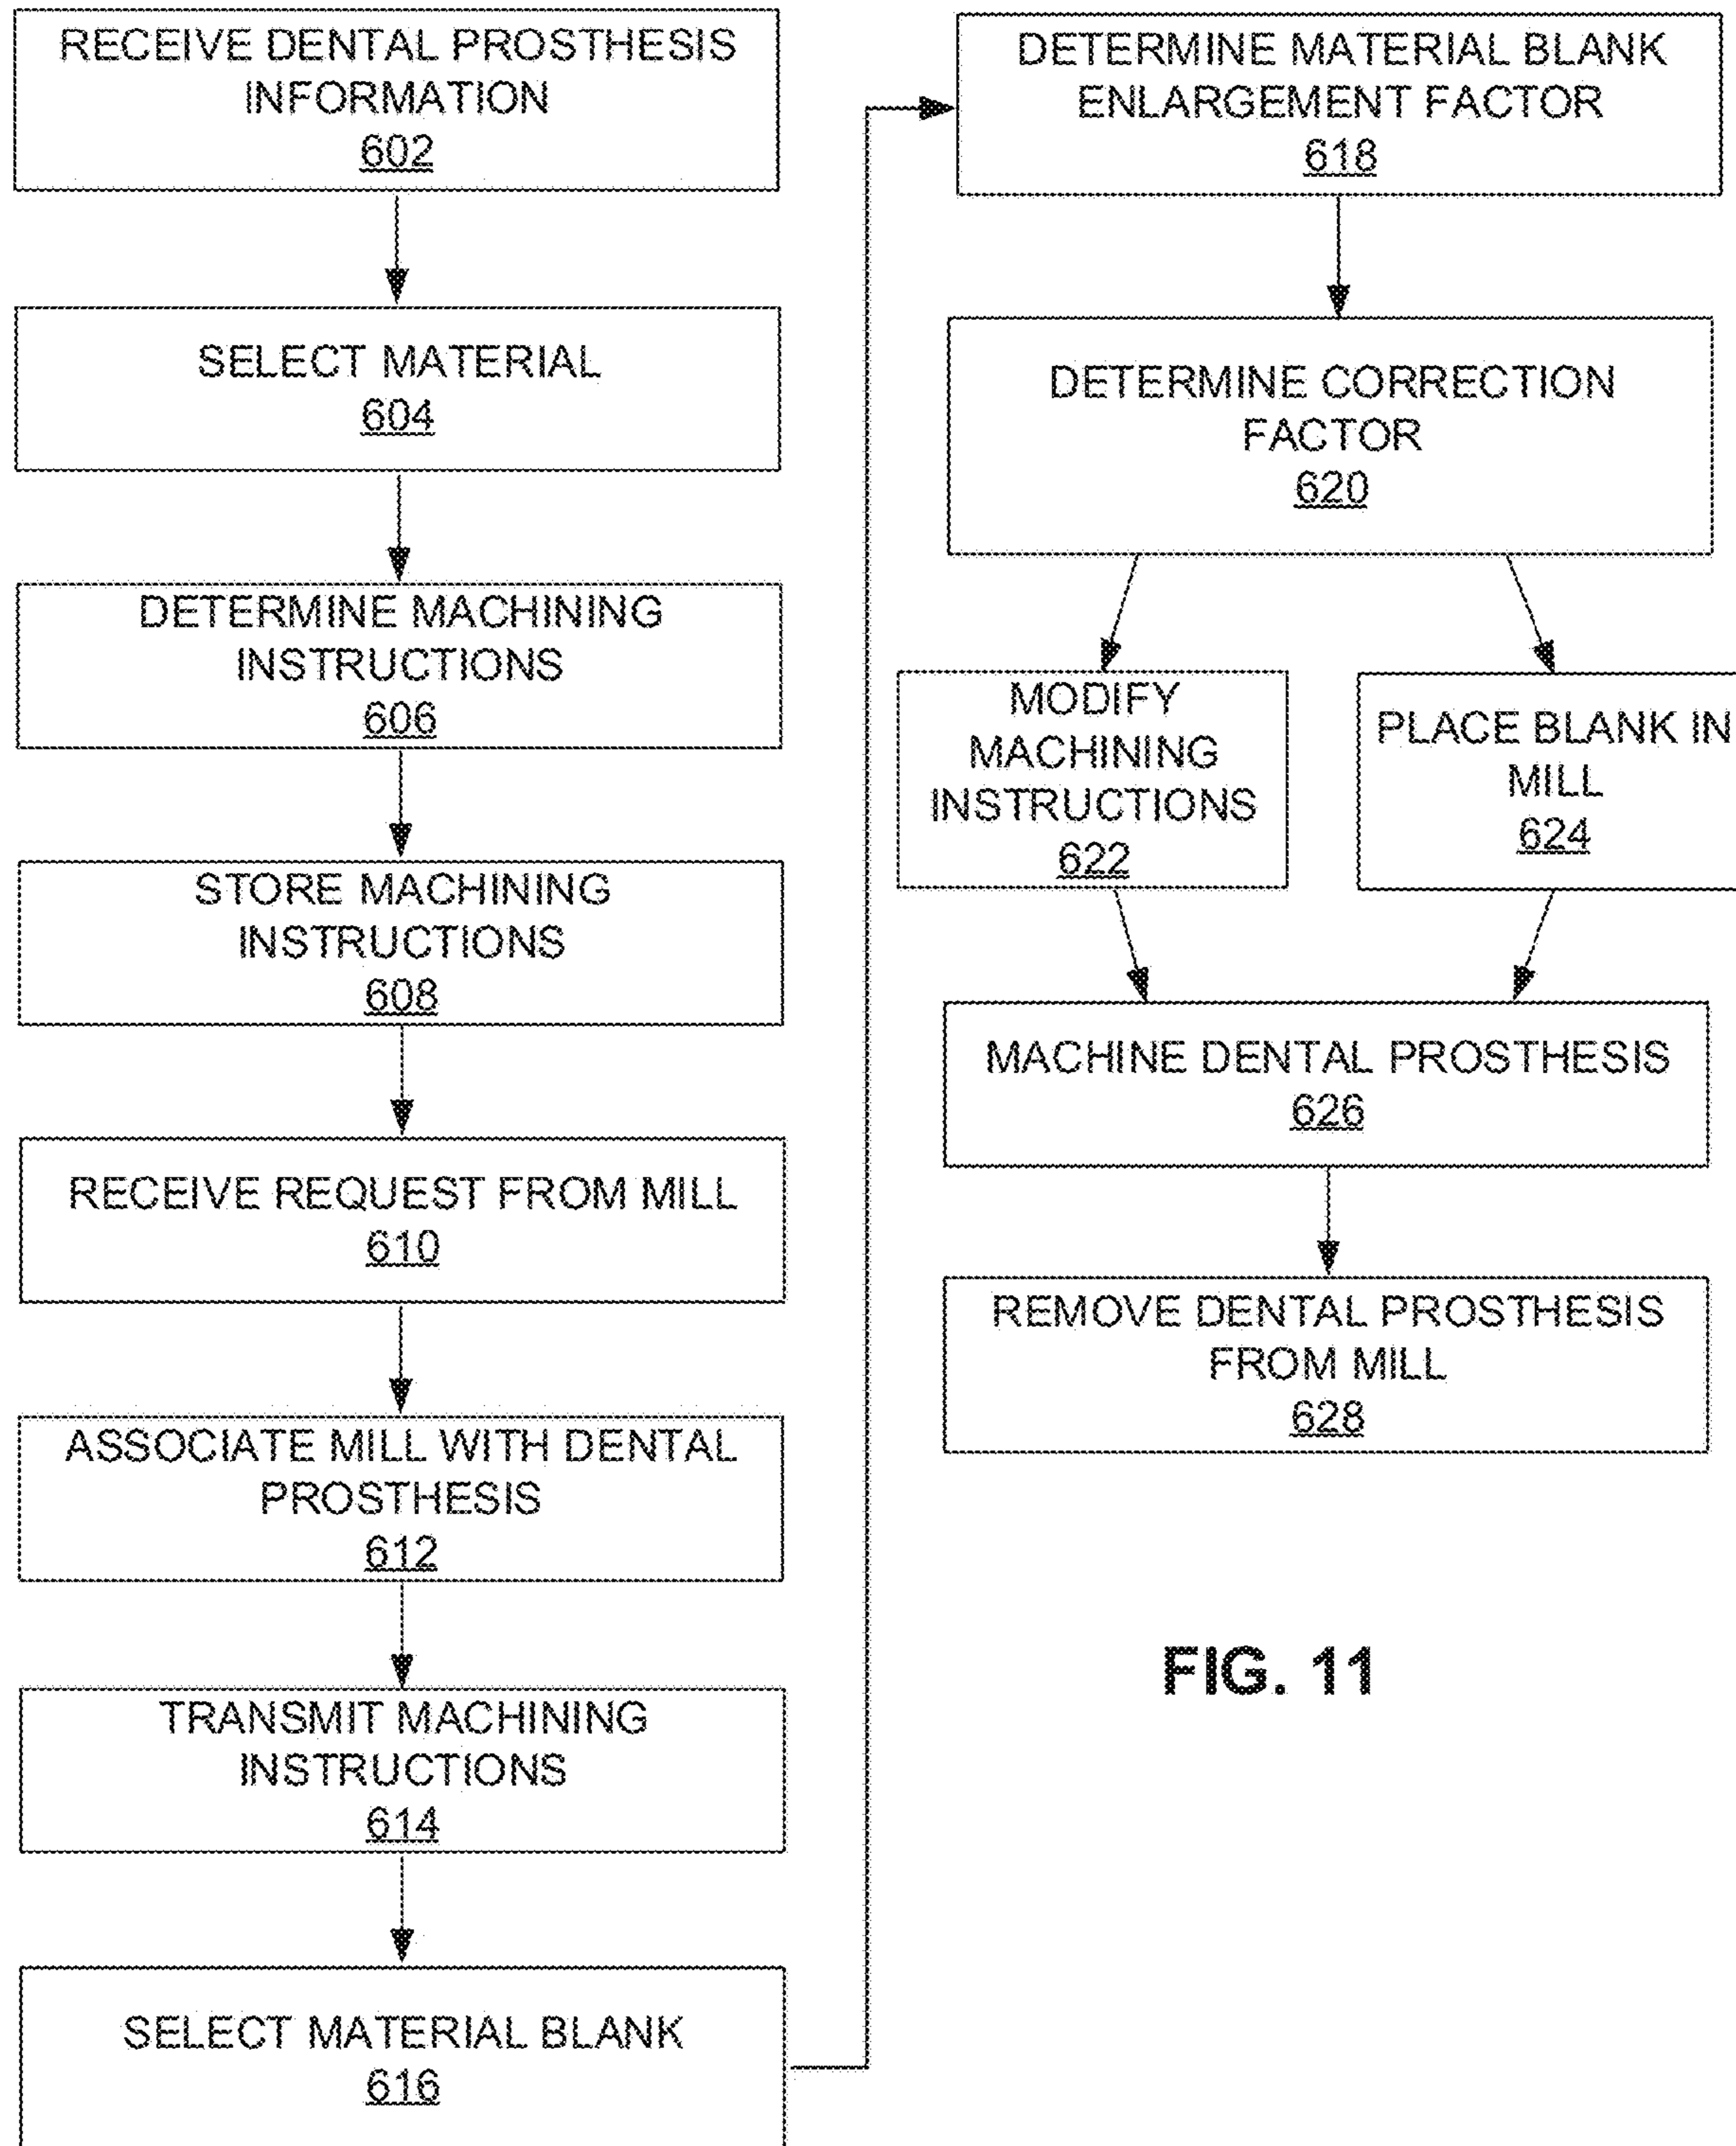 RECEIVE DENTAL PROSTHESIS
INFORMATION
602
SELECT MATERIAL
604
DETERMINE MACHINING
INSTRUCTIONS
606
STORE MACHINING
INSTRUCTIONS
608
RECEIVE REQUEST FROM MILL
610
ASSOCIATE MILL WITH DENTAL
PROSTHESIS
612
TRANSMIT MACHINING
INSTRUCTIONS
614
SELECT MATERIAL BLANK
616
DETERMINE MATERIAL BLANK
ENLARGEMENT FACTOR
618
DETERMINE CORRECTION
FACTOR
620
MODIFY
MACHINING
INSTRUCTIONS
622
PLACE BLANK IN
MILL
624
MACHINE DENTAL PROSTHESIS
626
REMOVE DENTAL PROSTHESIS
FROM MILL
628
FIG. 11